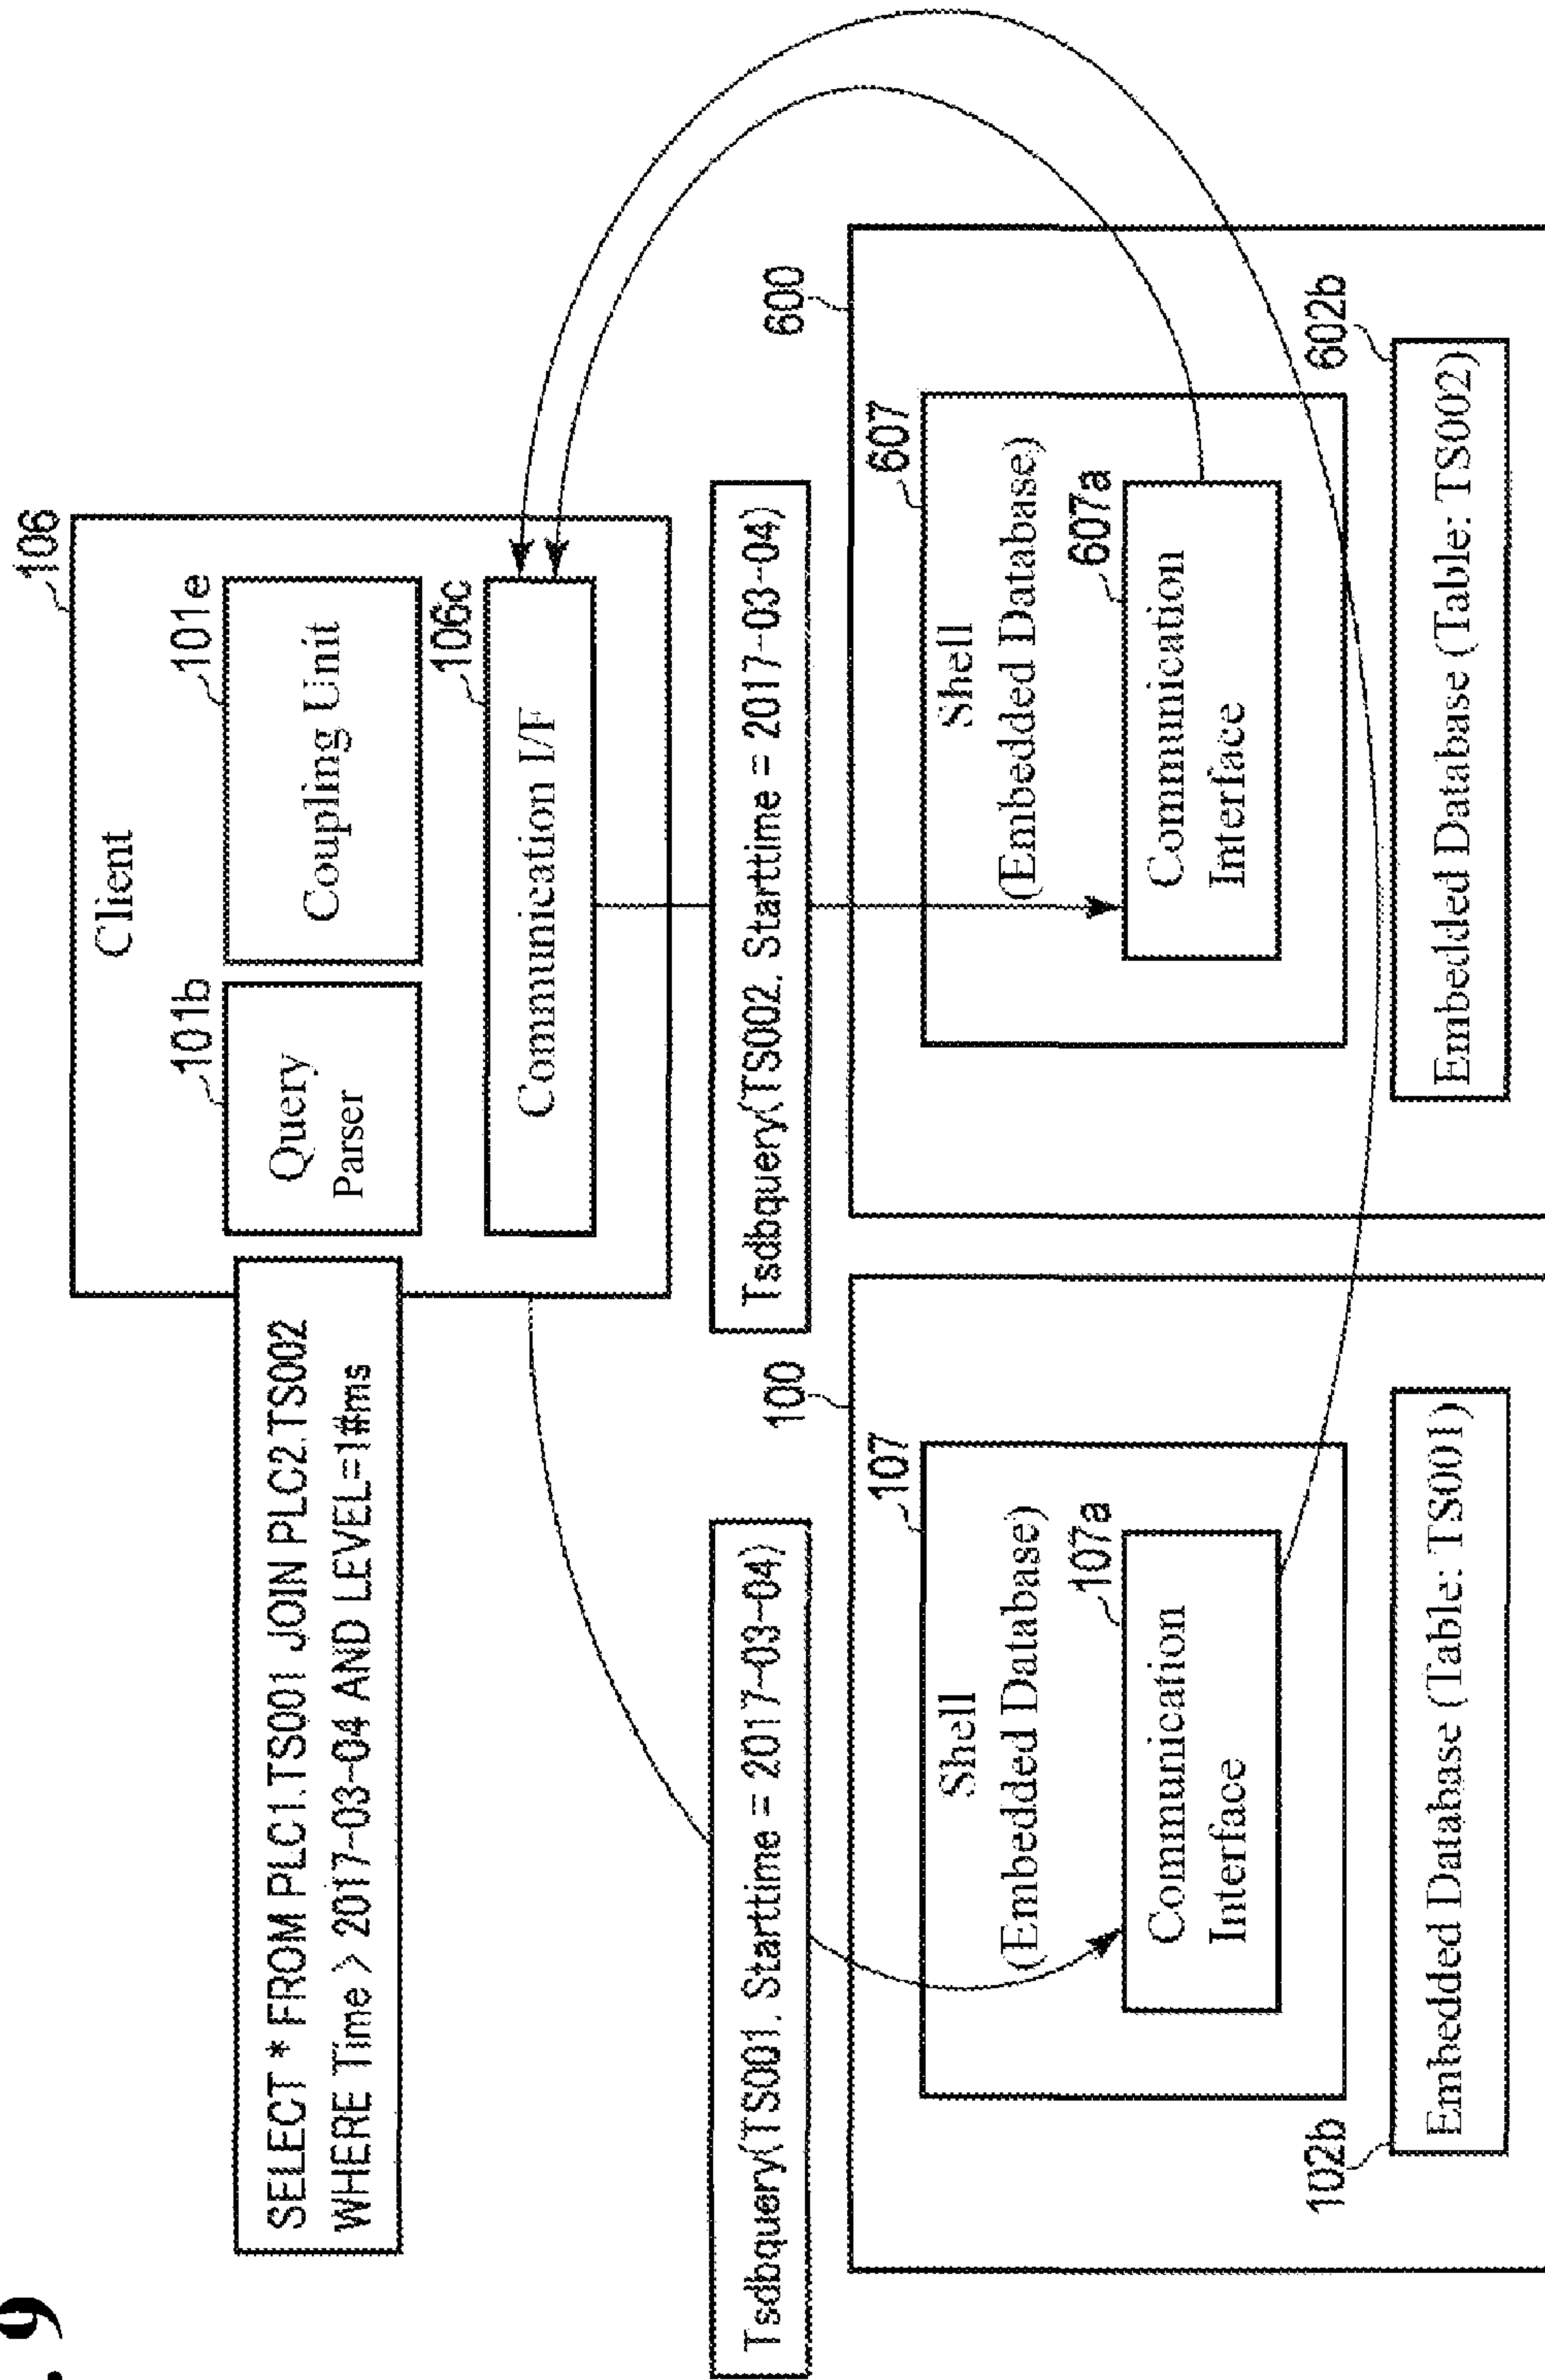 . 9
SELECT * FROM PLC1.TS001 JOIN PLC2.TS002
WHERE Time > 2017-03-04 AND LEVEL=1#ms
106
Client
101b
Query
Parser
101e
Coupling Unit
106c
Communication I/F
Tsdbquery(TS001. Starttime = 2017-03-04)
Tsdbquery(TS002. Starttime = 2017-03-04)
100
107
Shell
(Embedded Database)
107a
Communication
Interface
102b
Embedded Database (Table: TS001)
600
607
Shell
(Embedded Database)
607a
Communication
Interface
602b
Embedded Database (Table: TS002)